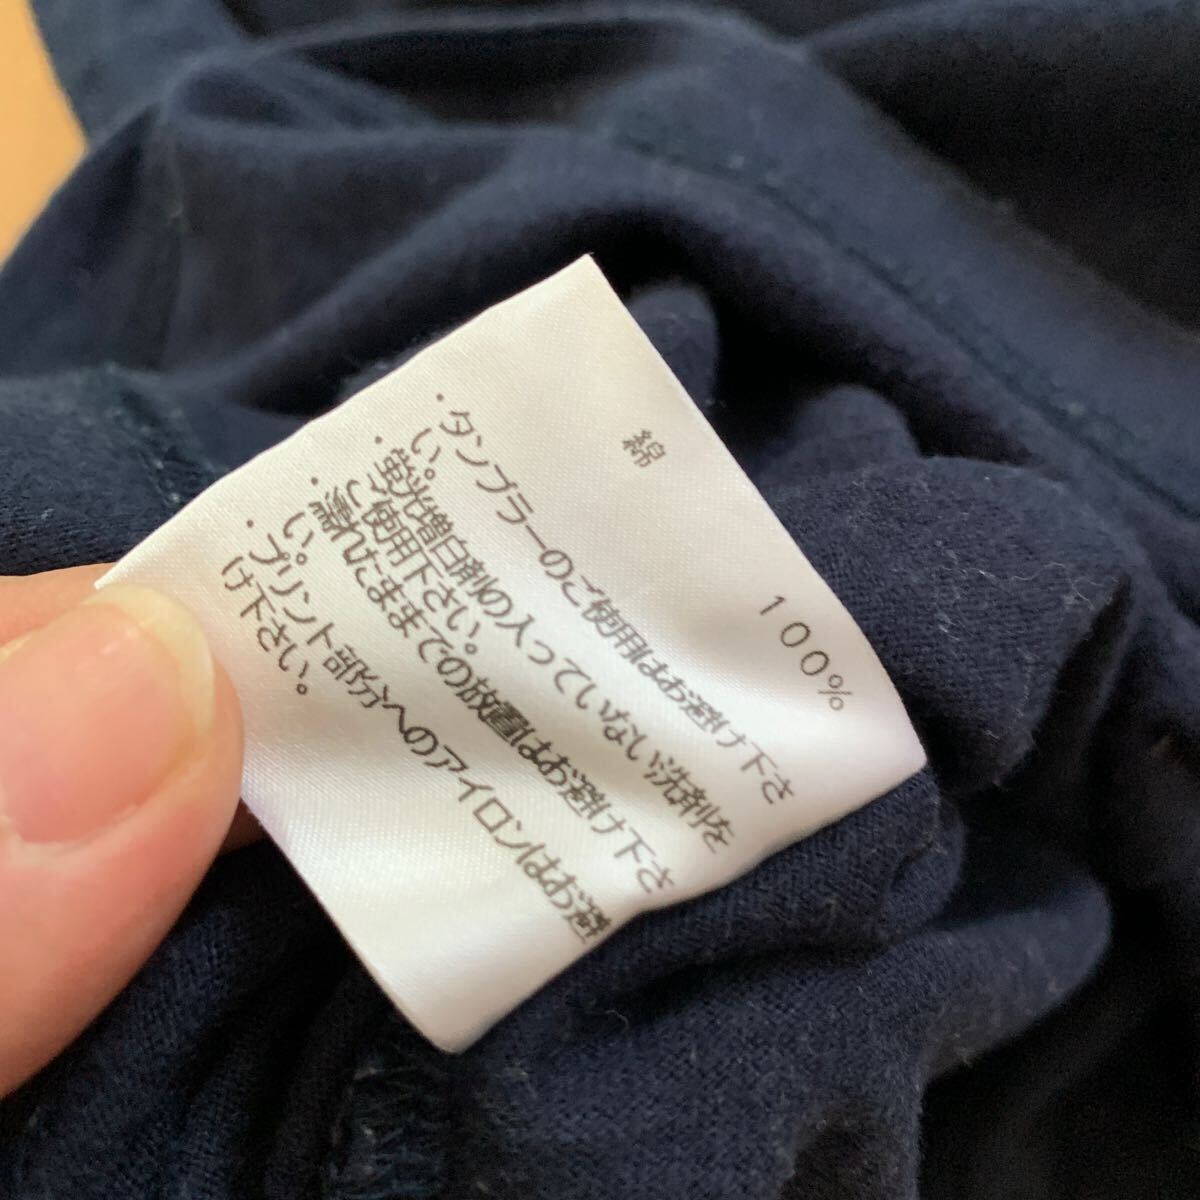 綿 100%
・タンブラーのご使用はお避け下さ
い。
・蛍光増白剤の入っていない洗剤を
ご使用下さい。
・濡れたままでの放置はお避け下さ
い。
・プリント部分へのアイロンはお避
け下さい。